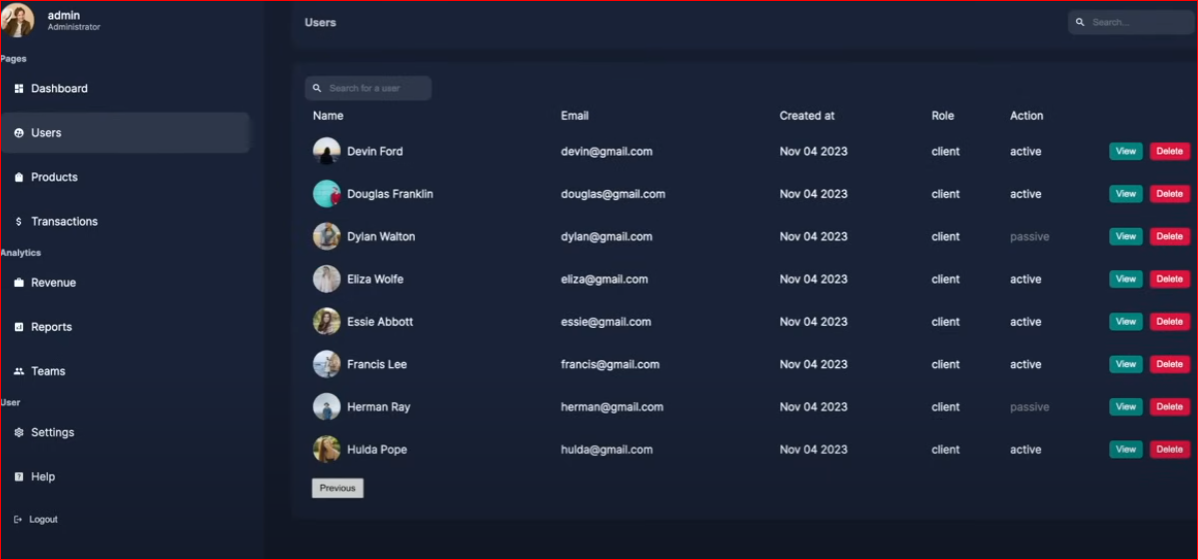 admin
Administrator
Pages
Dashboard
Users
Products
Transactions
Analytics
Revenue
Reports
Teams
User
Settings
Help
Logout
Users
Search...
Search for a user
Name Email Created at Role Action
Devin Ford devin@gmail.com Nov 04 2023 client active View Delete
Douglas Franklin douglas@gmail.com Nov 04 2023 client active View Delete
Dylan Walton dylan@gmail.com Nov 04 2023 client passive View Delete
Eliza Wolfe eliza@gmail.com Nov 04 2023 client active View Delete
Essie Abbott essie@gmail.com Nov 04 2023 client active View Delete
Francis Lee francis@gmail.com Nov 04 2023 client active View Delete
Herman Ray herman@gmail.com Nov 04 2023 client passive View Delete
Hulda Pope hulda@gmail.com Nov 04 2023 client active View Delete
Previous